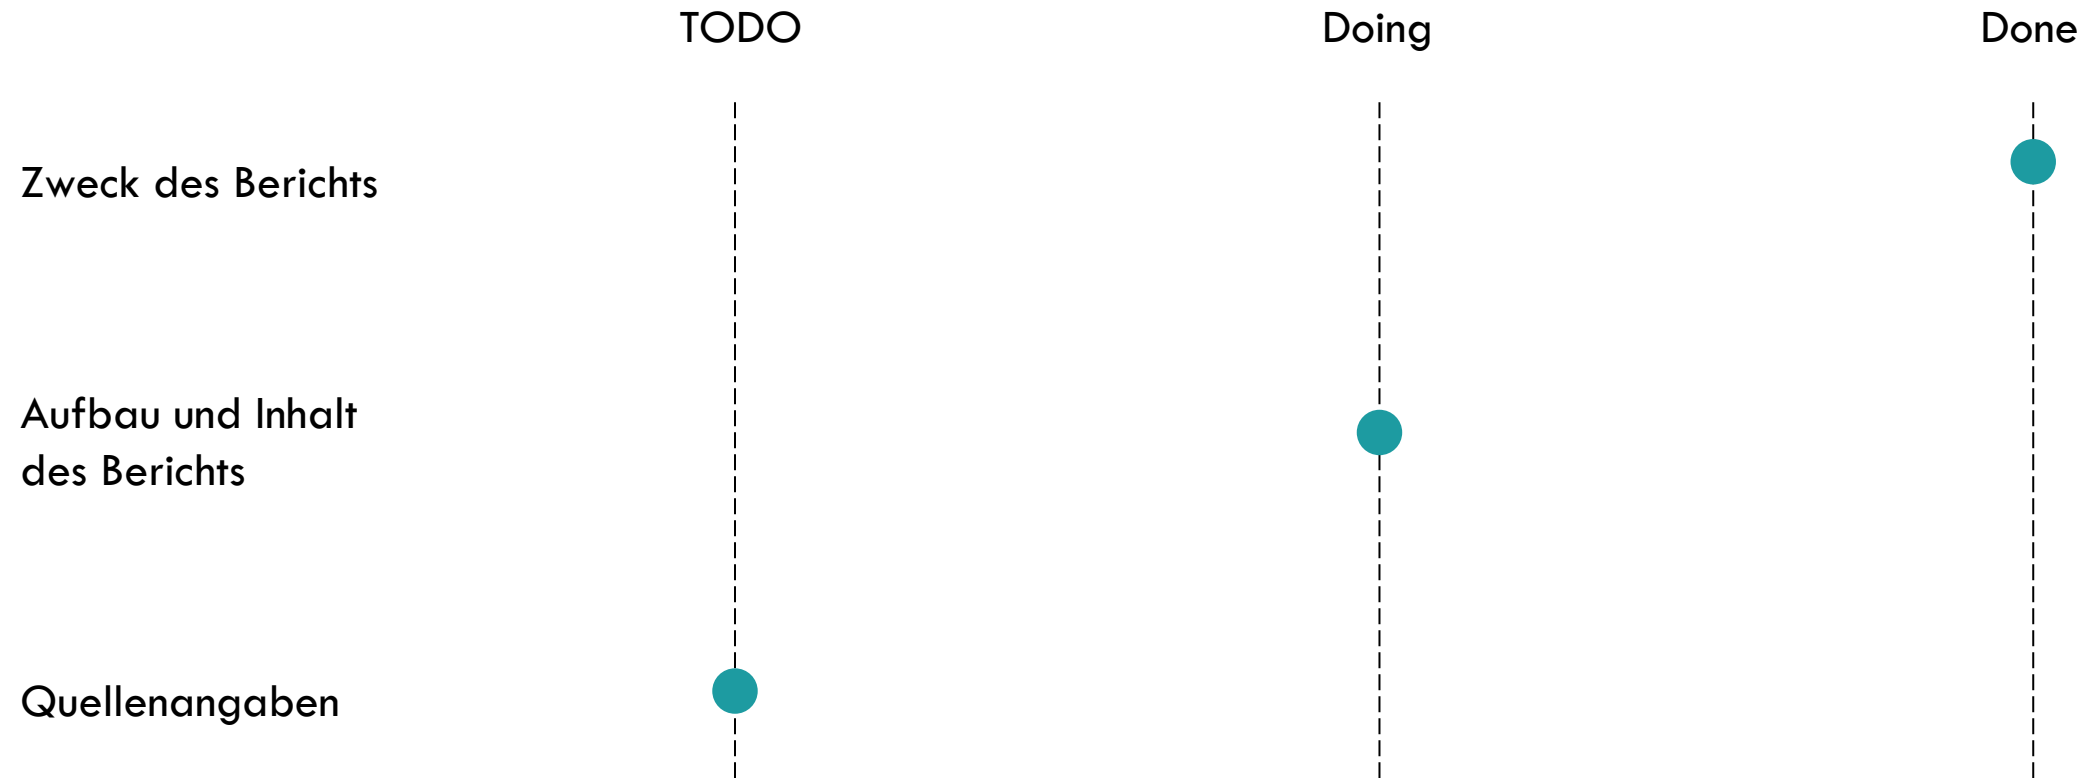 TODO Doing Done
Zweck des Berichts
Aufbau und Inhalt
des Berichts
Quellenangaben